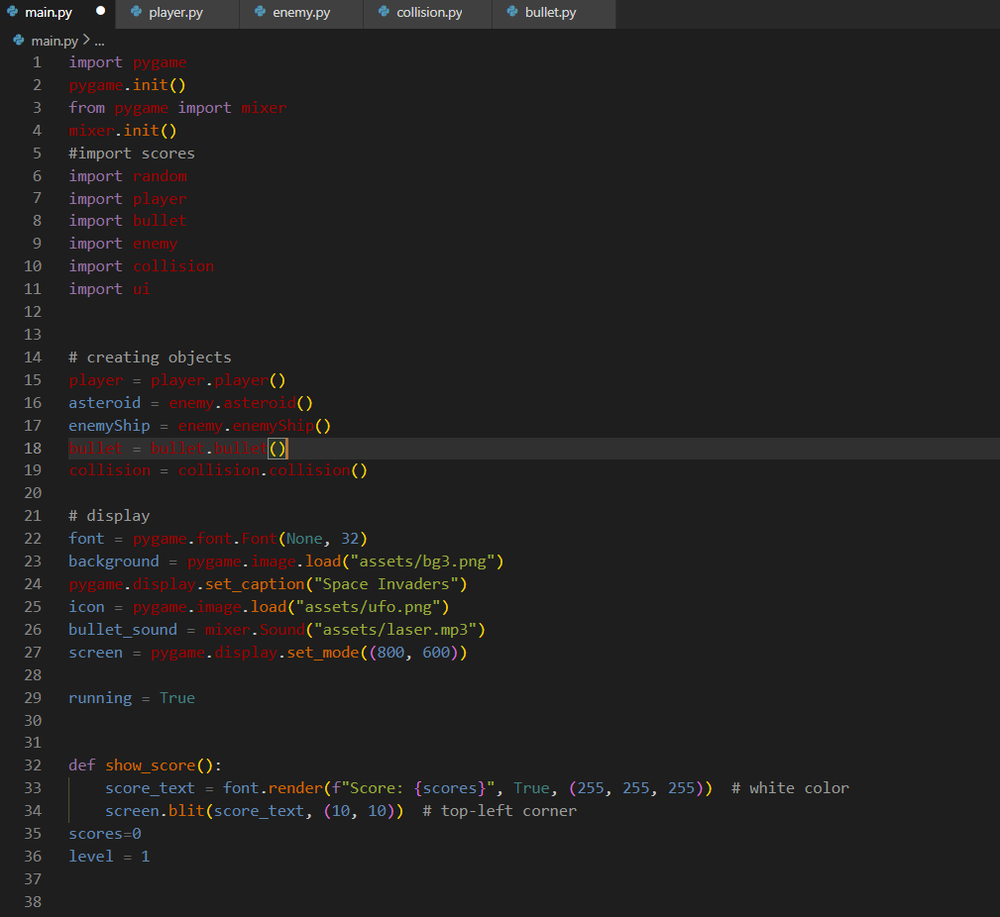 main.py player.py enemy.py collision.py bullet.py
main.py > ...
1 import pygame
2 pygame.init()
3 from pygame import mixer
4 mixer.init()
5 #import scores
6 import random
7 import player
8 import bullet
9 import enemy
10 import collision
11 import ui
12
13
14 # creating objects
15 player = player.player()
16 asteroid = enemy.asteroid()
17 enemyShip = enemy.enemyShip()
18 bullet = bullet.bullet()
19 collision = collision.collision()
20
21 # display
22 font = pygame.font.Font(None, 32)
23 background = pygame.image.load("assets/bg3.png")
24 pygame.display.set_caption("Space Invaders")
25 icon = pygame.image.load("assets/ufo.png")
26 bullet_sound = mixer.Sound("assets/laser.mp3")
27 screen = pygame.display.set_mode((800, 600))
28
29 running = True
30
31
32 def show_score():
33     score_text = font.render(f"Score: {scores}", True, (255, 255, 255))  # white color
34     screen.blit(score_text, (10, 10))  # top-left corner
35 scores=0
36 level = 1
37
38